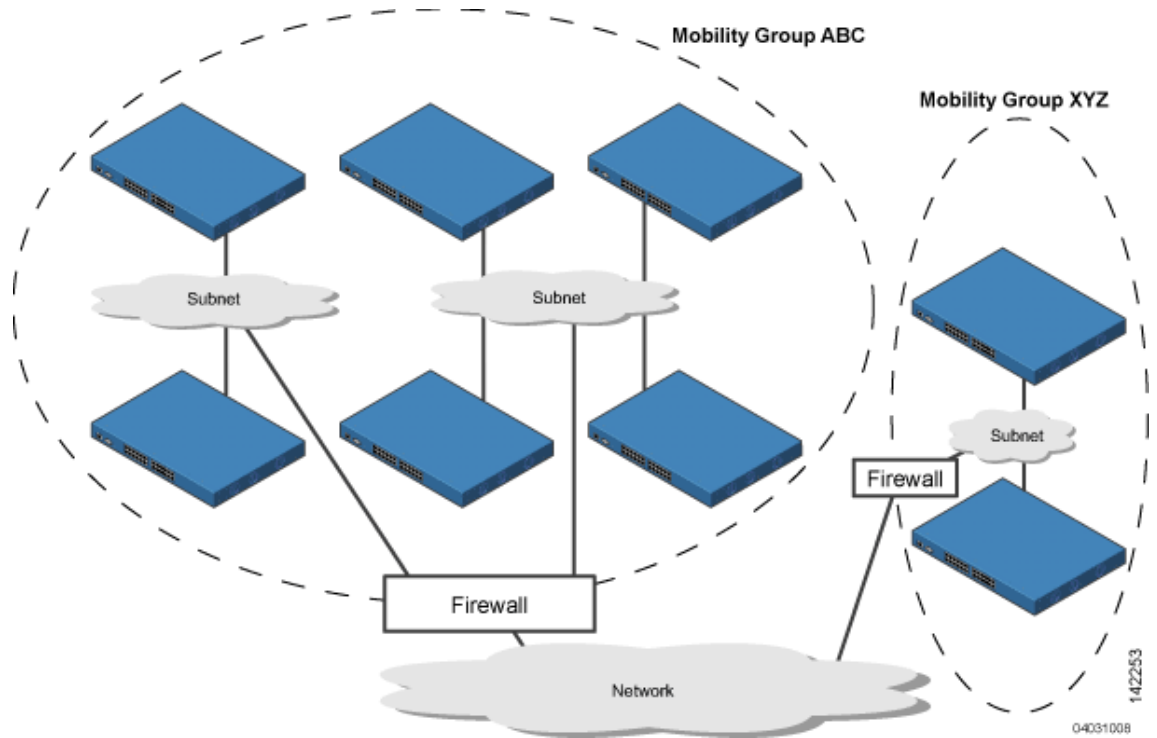 Mobility Group ABC
Mobility Group XYZ
Subnet
Subnet
Subnet
Firewall
Firewall
Network
142253
04031008